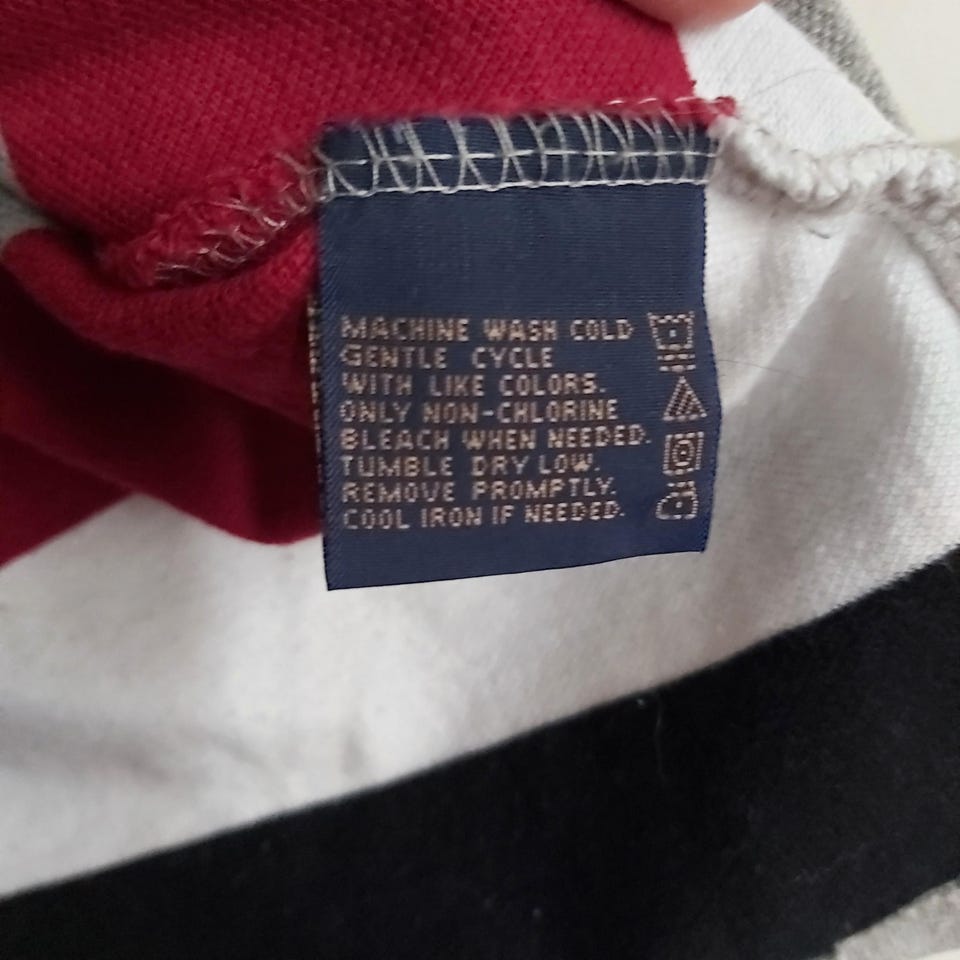 MACHINE WASH COLD
GENTLE CYCLE
WITH LIKE COLORS.
ONLY NON-CHLORINE
BLEACH WHEN NEEDED.
TUMBLE DRY LOW.
REMOVE PROMPTLY.
COOL IRON IF NEEDED.